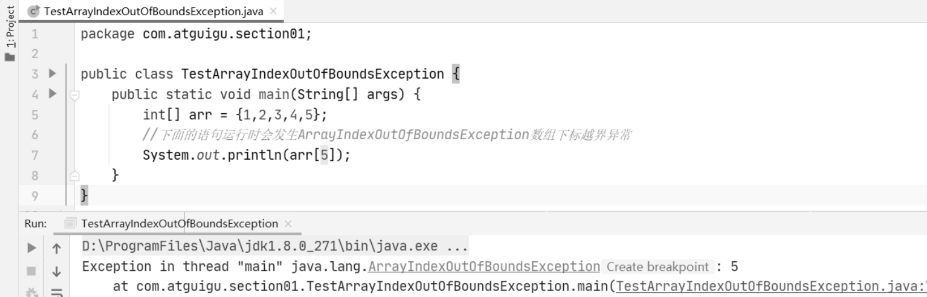 TestArrayIndexOutOfBoundsException.java ×
1: Project
1 package com.atguigu.section01;
2
3 public class TestArrayIndexOutOfBoundsException {
4 public static void main(String[] args) {
5 int[] arr = {1,2,3,4,5};
6 //下面的语句运行时会发生ArrayIndexOutOfBoundsException数组下标越界异常
7 System.out.println(arr[5]);
8 }
9 }
Run: TestArrayIndexOutOfBoundsException ×
D:\ProgramFiles\Java\jdk1.8.0_271\bin\java.exe ...
Exception in thread "main" java.lang.ArrayIndexOutOfBoundsException Create breakpoint : 5
at com.atguigu.section01.TestArrayIndexOutOfBoundsException.main(TestArrayIndexOutOfBoundsException.java: